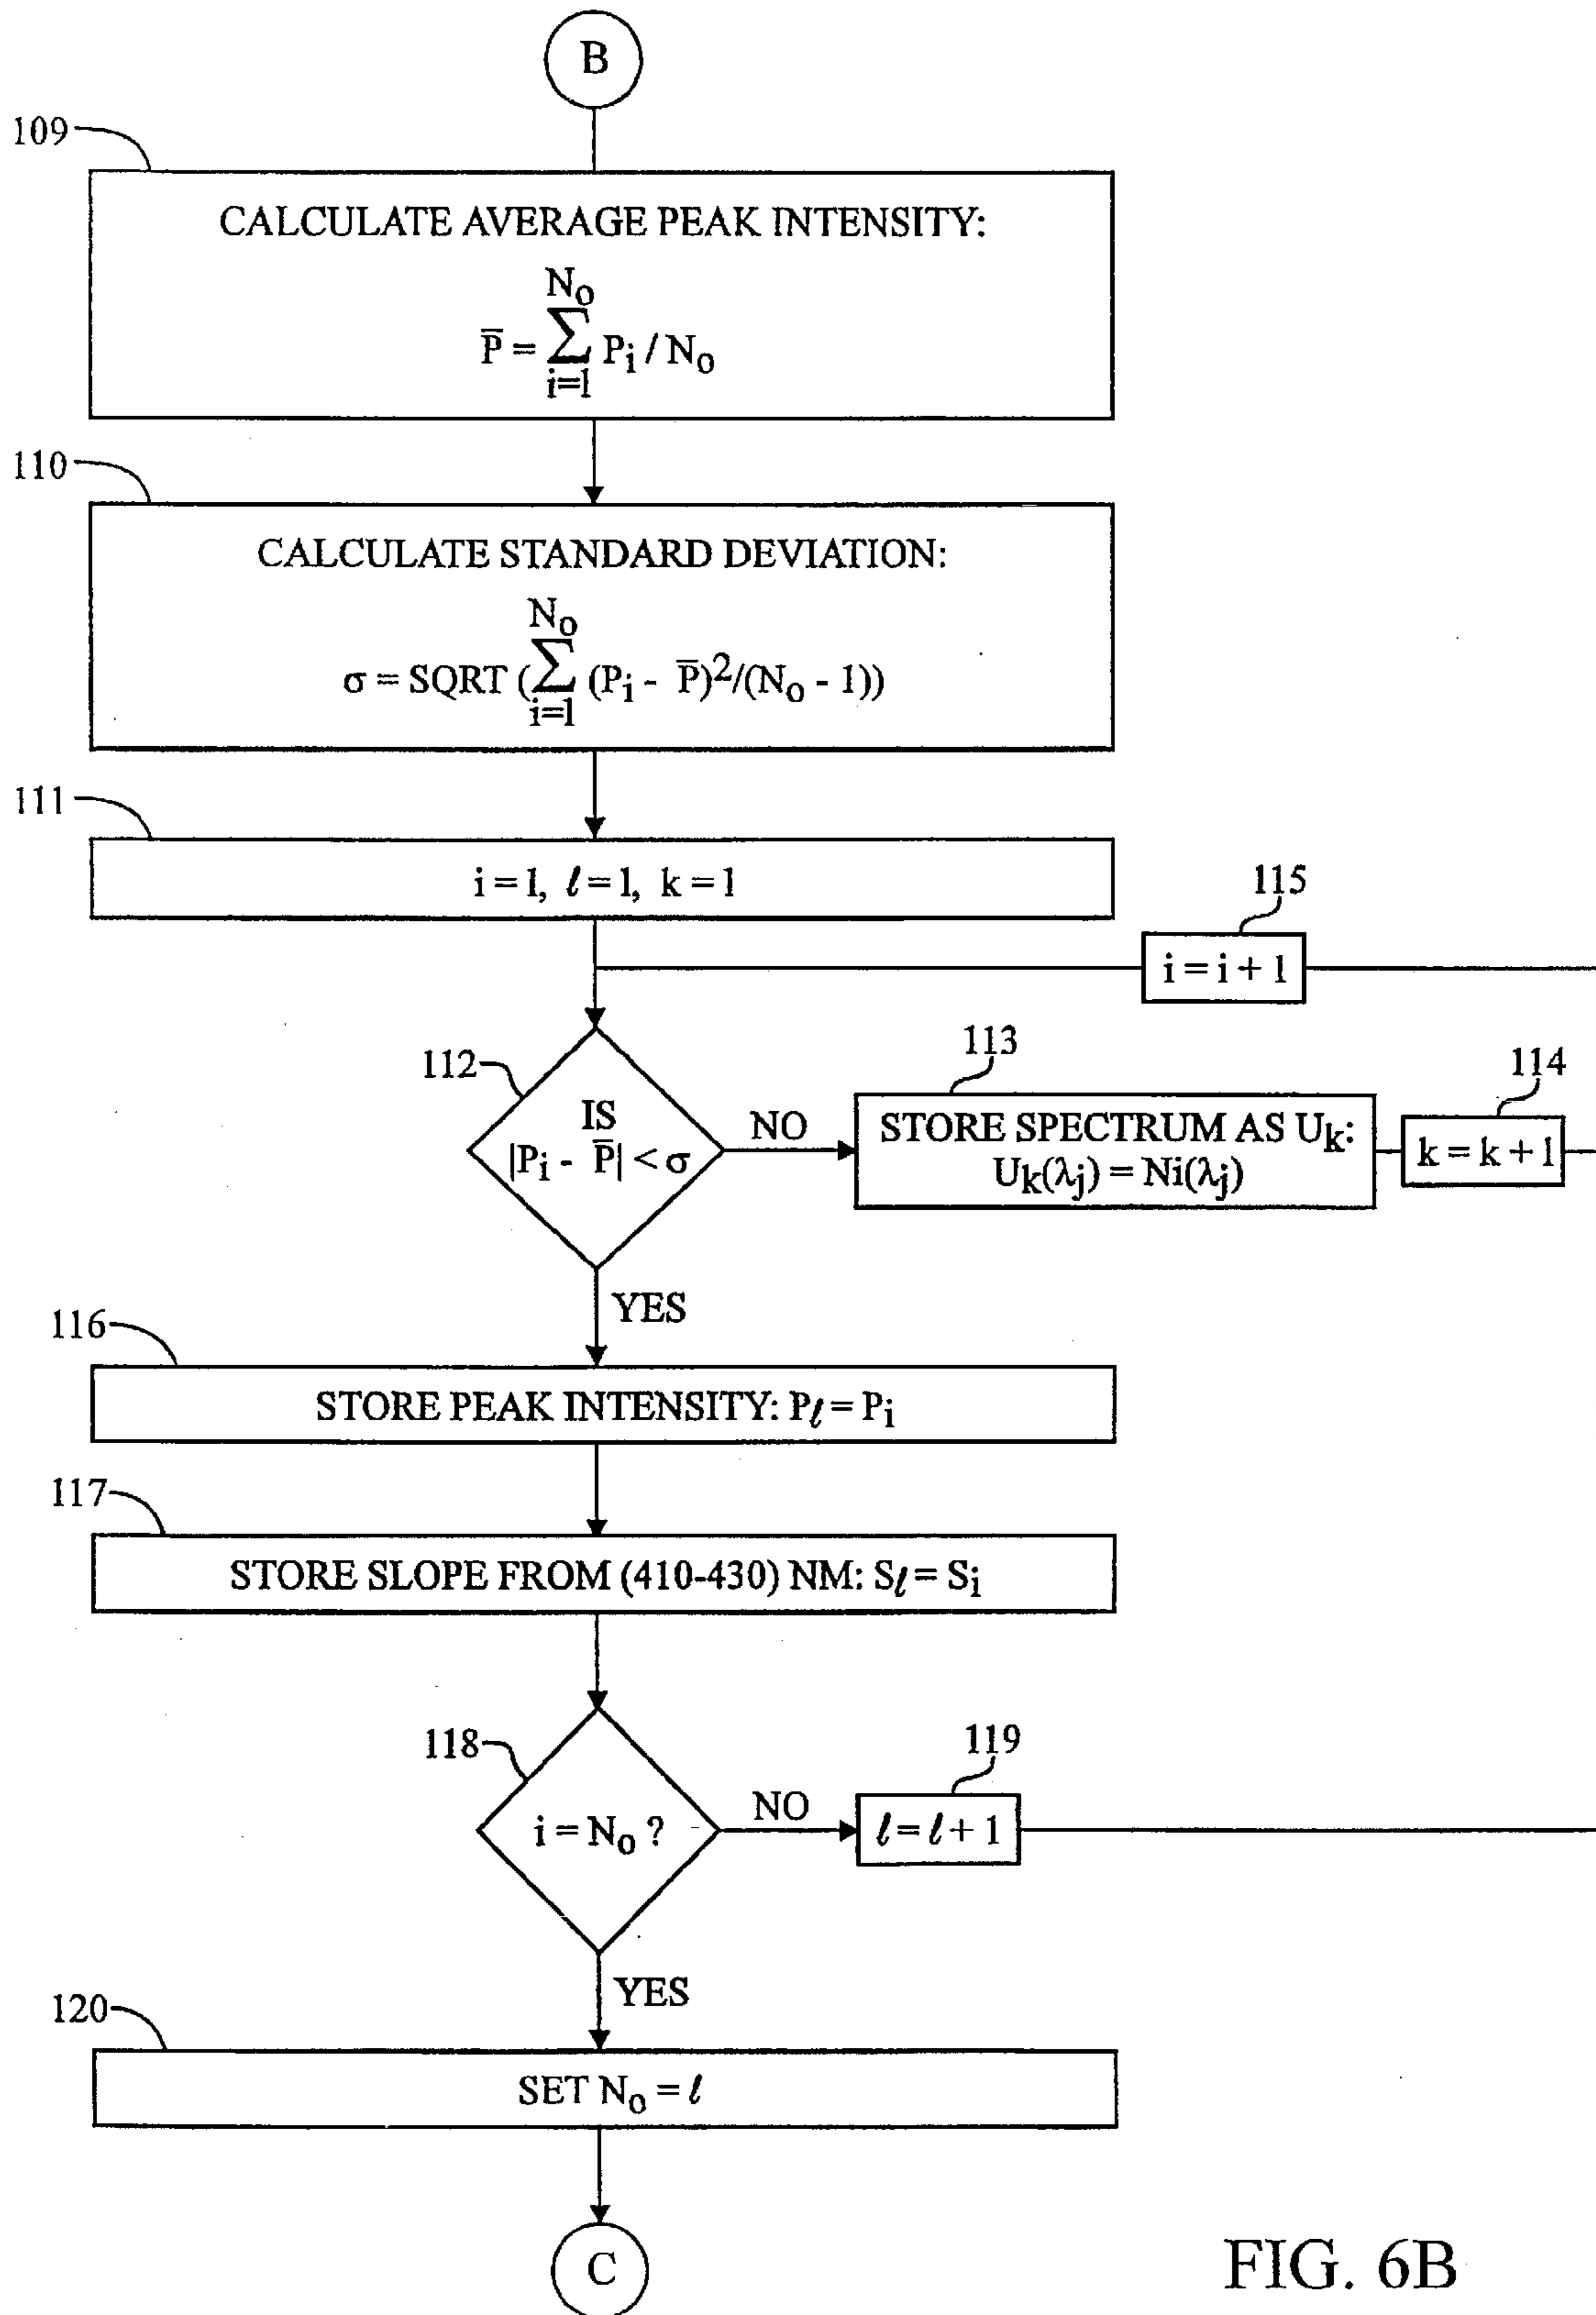 B
109
CALCULATE AVERAGE PEAK INTENSITY:
N₀
P̄ = ∑ Pᵢ / N₀
i=1
110
CALCULATE STANDARD DEVIATION:
N₀
σ = SQRT (∑ (Pᵢ - P̄)²/(N₀ - 1))
i=1
111
i = 1, ℓ = 1, k = 1
115
i = i + 1
112
IS
|Pᵢ - P̄| < σ
NO
113
STORE SPECTRUM AS Uₖ:
Uₖ(λⱼ) = Ni(λⱼ)
114
k = k + 1
YES
116
STORE PEAK INTENSITY: Pℓ = Pᵢ
117
STORE SLOPE FROM (410-430) NM: Sℓ = Sᵢ
118
i = N₀ ?
NO
119
ℓ = ℓ + 1
YES
120
SET N₀ = ℓ
C
FIG. 6B